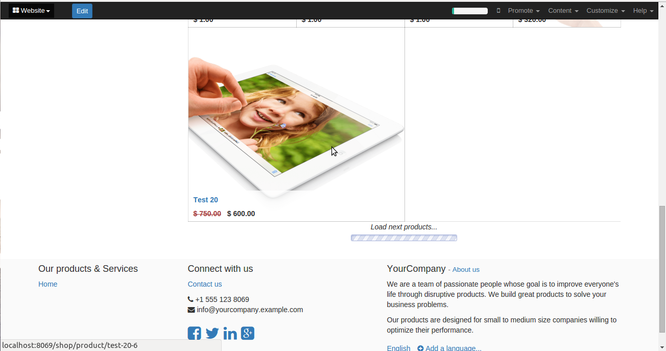 Website
Edit
Promote
Content
Customize
Help
$ 1.00
$ 1.00
$ 1.00
$ 320.00
Test 20
$ 750.00 $ 600.00
Load next products...
Our products & Services
Home
Connect with us
Contact us
+1 555 123 8069
info@yourcompany.example.com
YourCompany - About us
We are a team of passionate people whose goal is to improve everyone's
life through disruptive products. We build great products to solve your
business problems.
Our products are designed for small to medium size companies willing to
optimize their performance.
English Add a language...
localhost:8069/shop/product/test-20-6